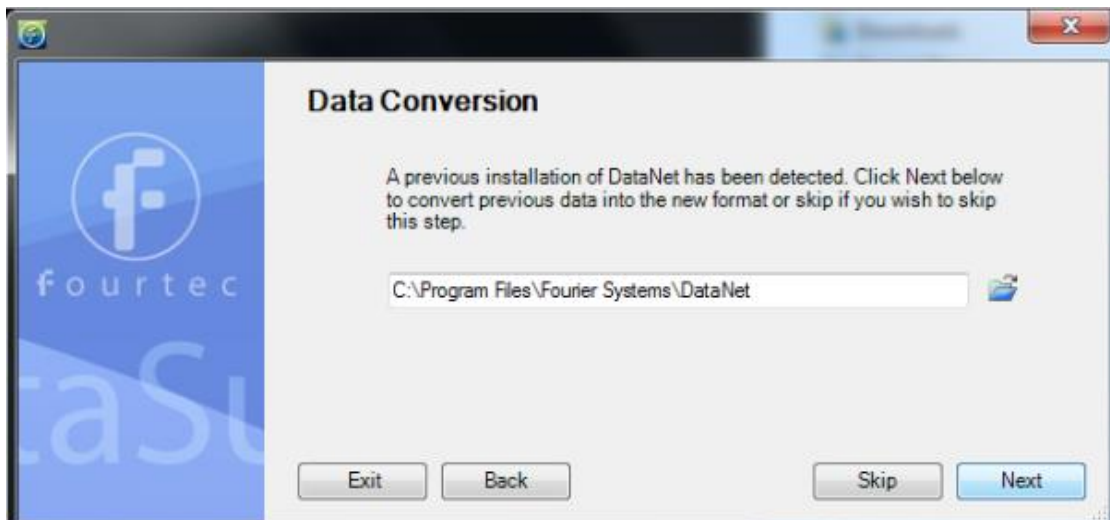 Data Conversion
A previous installation of DataNet has been detected. Click Next below
to convert previous data into the new format or skip if you wish to skip
this step.
C:\Program Files\Fourier Systems\DataNet
fourtec
taSu
Exit
Back
Skip
Next